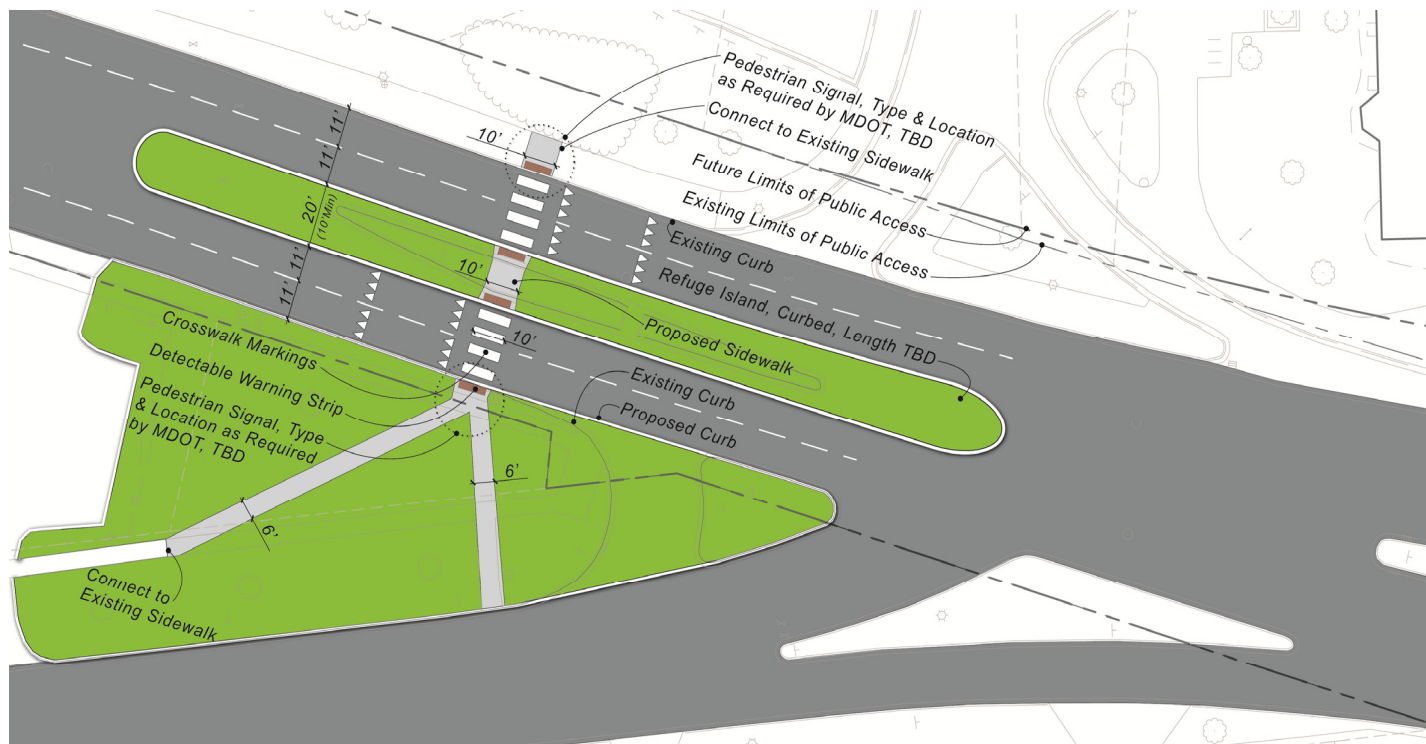 Pedestrian Signal, Type & Location
as Required by MDOT, TBD
Connect to Existing Sidewalk
Future Limits of Public Access
Existing Limits of Public Access
10'
11'
11'
20'
(10'Min)
11'
11'
10'
Existing Curb
Refuge Island, Curbed, Length TBD
Proposed Sidewalk
10'
Crosswalk Markings
Detectable Warning Strip
Pedestrian Signal, Type
& Location as Required
by MDOT, TBD
Existing Curb
Proposed Curb
6'
6'
Connect to
Existing Sidewalk